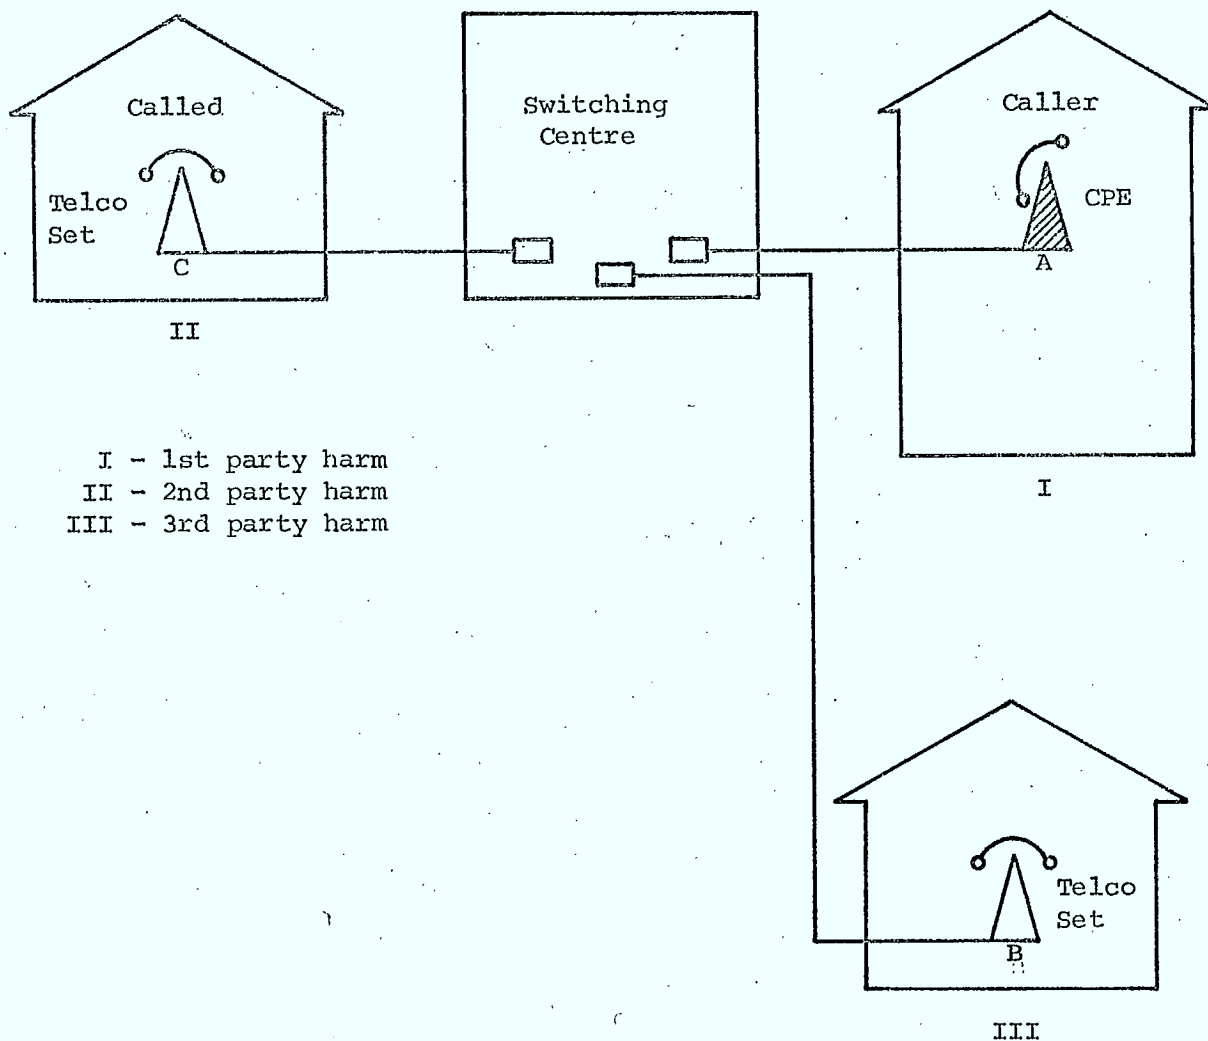 Called
Telco
Set
C
II
Switching
Centre
Caller
CPE
A
I
I - 1st party harm
II - 2nd party harm
III - 3rd party harm
Telco
Set
B
III